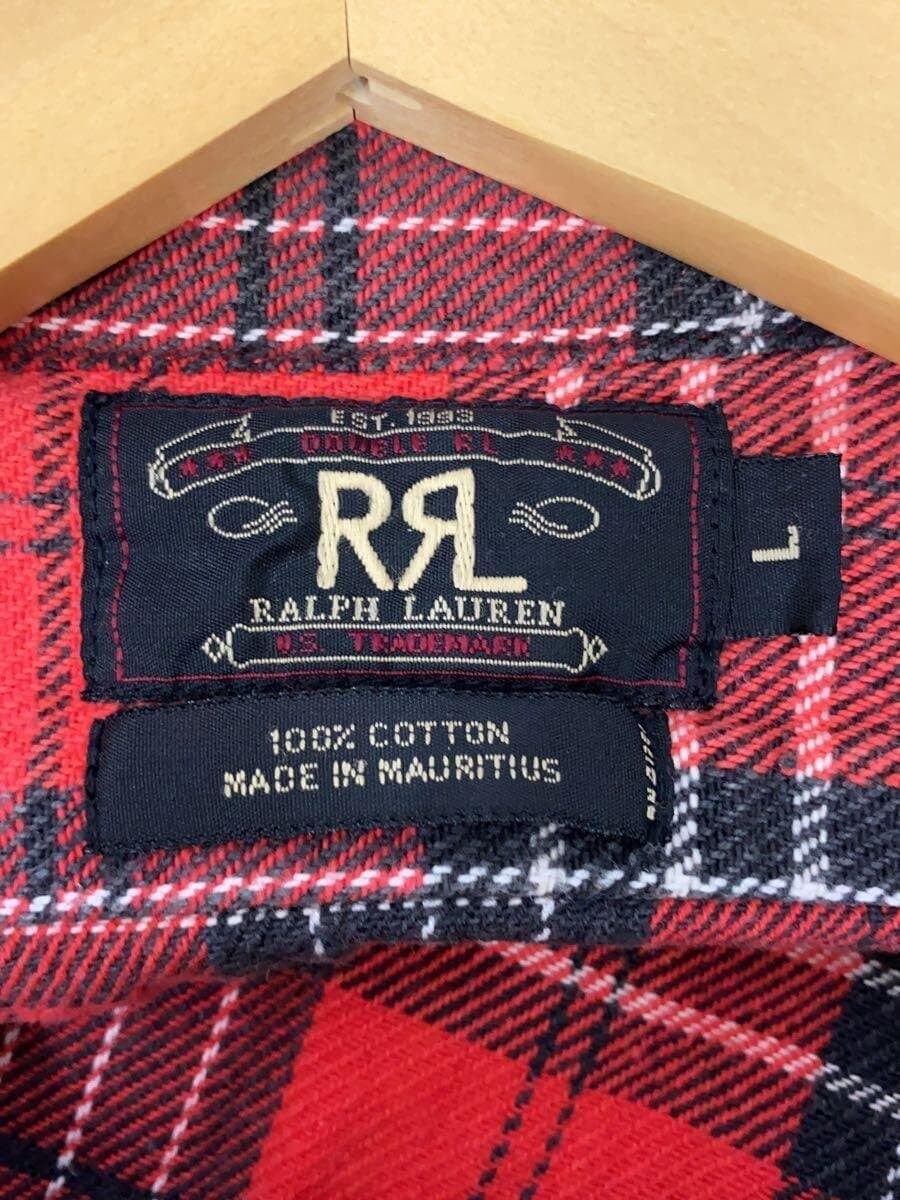 EST. 1993
DOUBLE RL
RRL
RALPH LAUREN
U.S. TRADEMARK
L
100% COTTON
MADE IN MAURITIUS